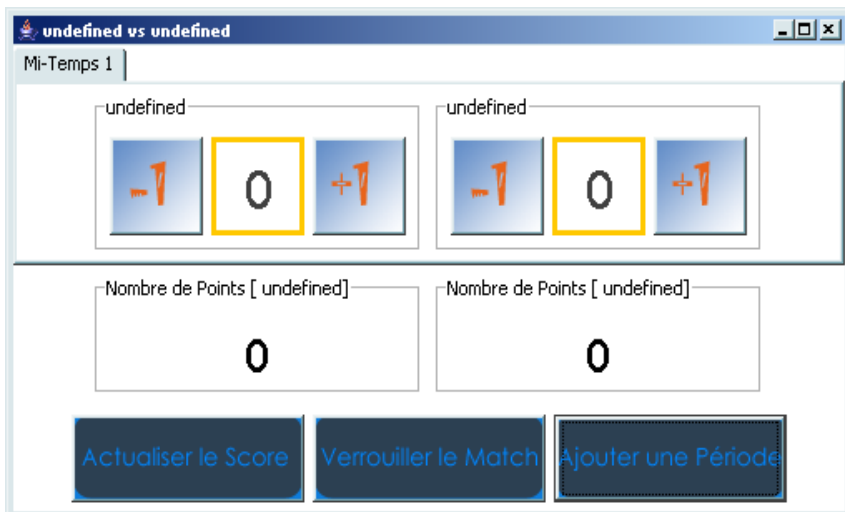 undefined vs undefined
Mi-Temps 1
undefined undefined
-1 0 +1 -1 0 +1
Nombre de Points [ undefined] Nombre de Points [ undefined]
0 0
Actualiser le Score Verrouiller le Match Ajouter une Période